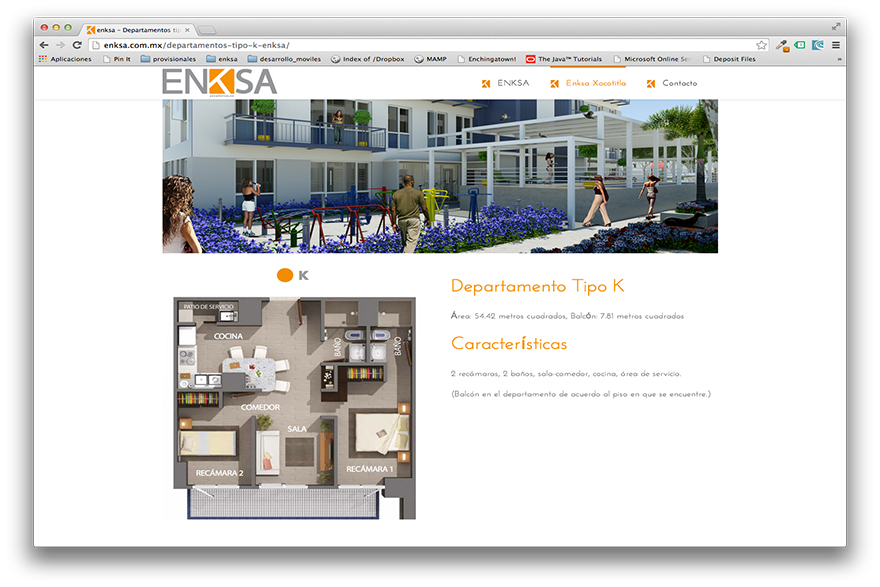 enksa – Departamentos tip
enksa.com.mx/departamentos-tipo-k-enksa/
Aplicaciones Pin It provisionales enksa desarrollo_moviles Index of /Dropbox MAMP Enchingatown! The Java™ Tutorials Microsoft Online Ser Deposit Files »
ENKSA
ENKSA Enksa Xocotitla Contacto
K
PATIO DE SERVICIO
COCINA
BAÑO
BAÑO
COMEDOR
SALA
RECÁMARA 2
RECÁMARA 1
Departamento Tipo K
Área: 54.42 metros cuadrados, Balcón: 7.81 metros cuadrados
Características
2 recámaras, 2 baños, sala-comedor, cocina, área de servicio.
(Balcón en el departamento de acuerdo al piso en que se encuentre.)